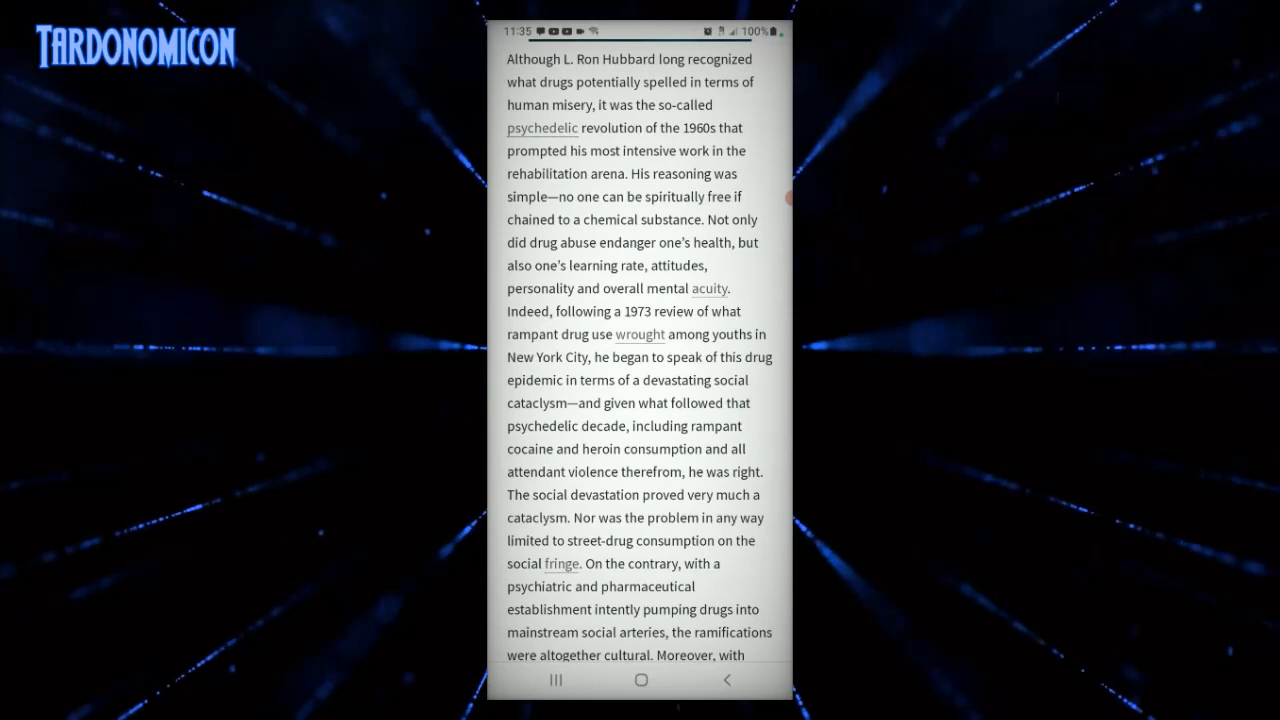 TARDONOMICON
11:35
100%
Although L. Ron Hubbard long recognized
what drugs potentially spelled in terms of
human misery, it was the so-called
psychedelic revolution of the 1960s that
prompted his most intensive work in the
rehabilitation arena. His reasoning was
simple—no one can be spiritually free if
chained to a chemical substance. Not only
did drug abuse endanger one’s health, but
also one’s learning rate, attitudes,
personality and overall mental acuity.
Indeed, following a 1973 review of what
rampant drug use wrought among youths in
New York City, he began to speak of this drug
epidemic in terms of a devastating social
cataclysm—and given what followed that
psychedelic decade, including rampant
cocaine and heroin consumption and all
attendant violence therefrom, he was right.
The social devastation proved very much a
cataclysm. Nor was the problem in any way
limited to street-drug consumption on the
social fringe. On the contrary, with a
psychiatric and pharmaceutical
establishment intently pumping drugs into
mainstream social arteries, the ramifications
were altogether cultural. Moreover, with